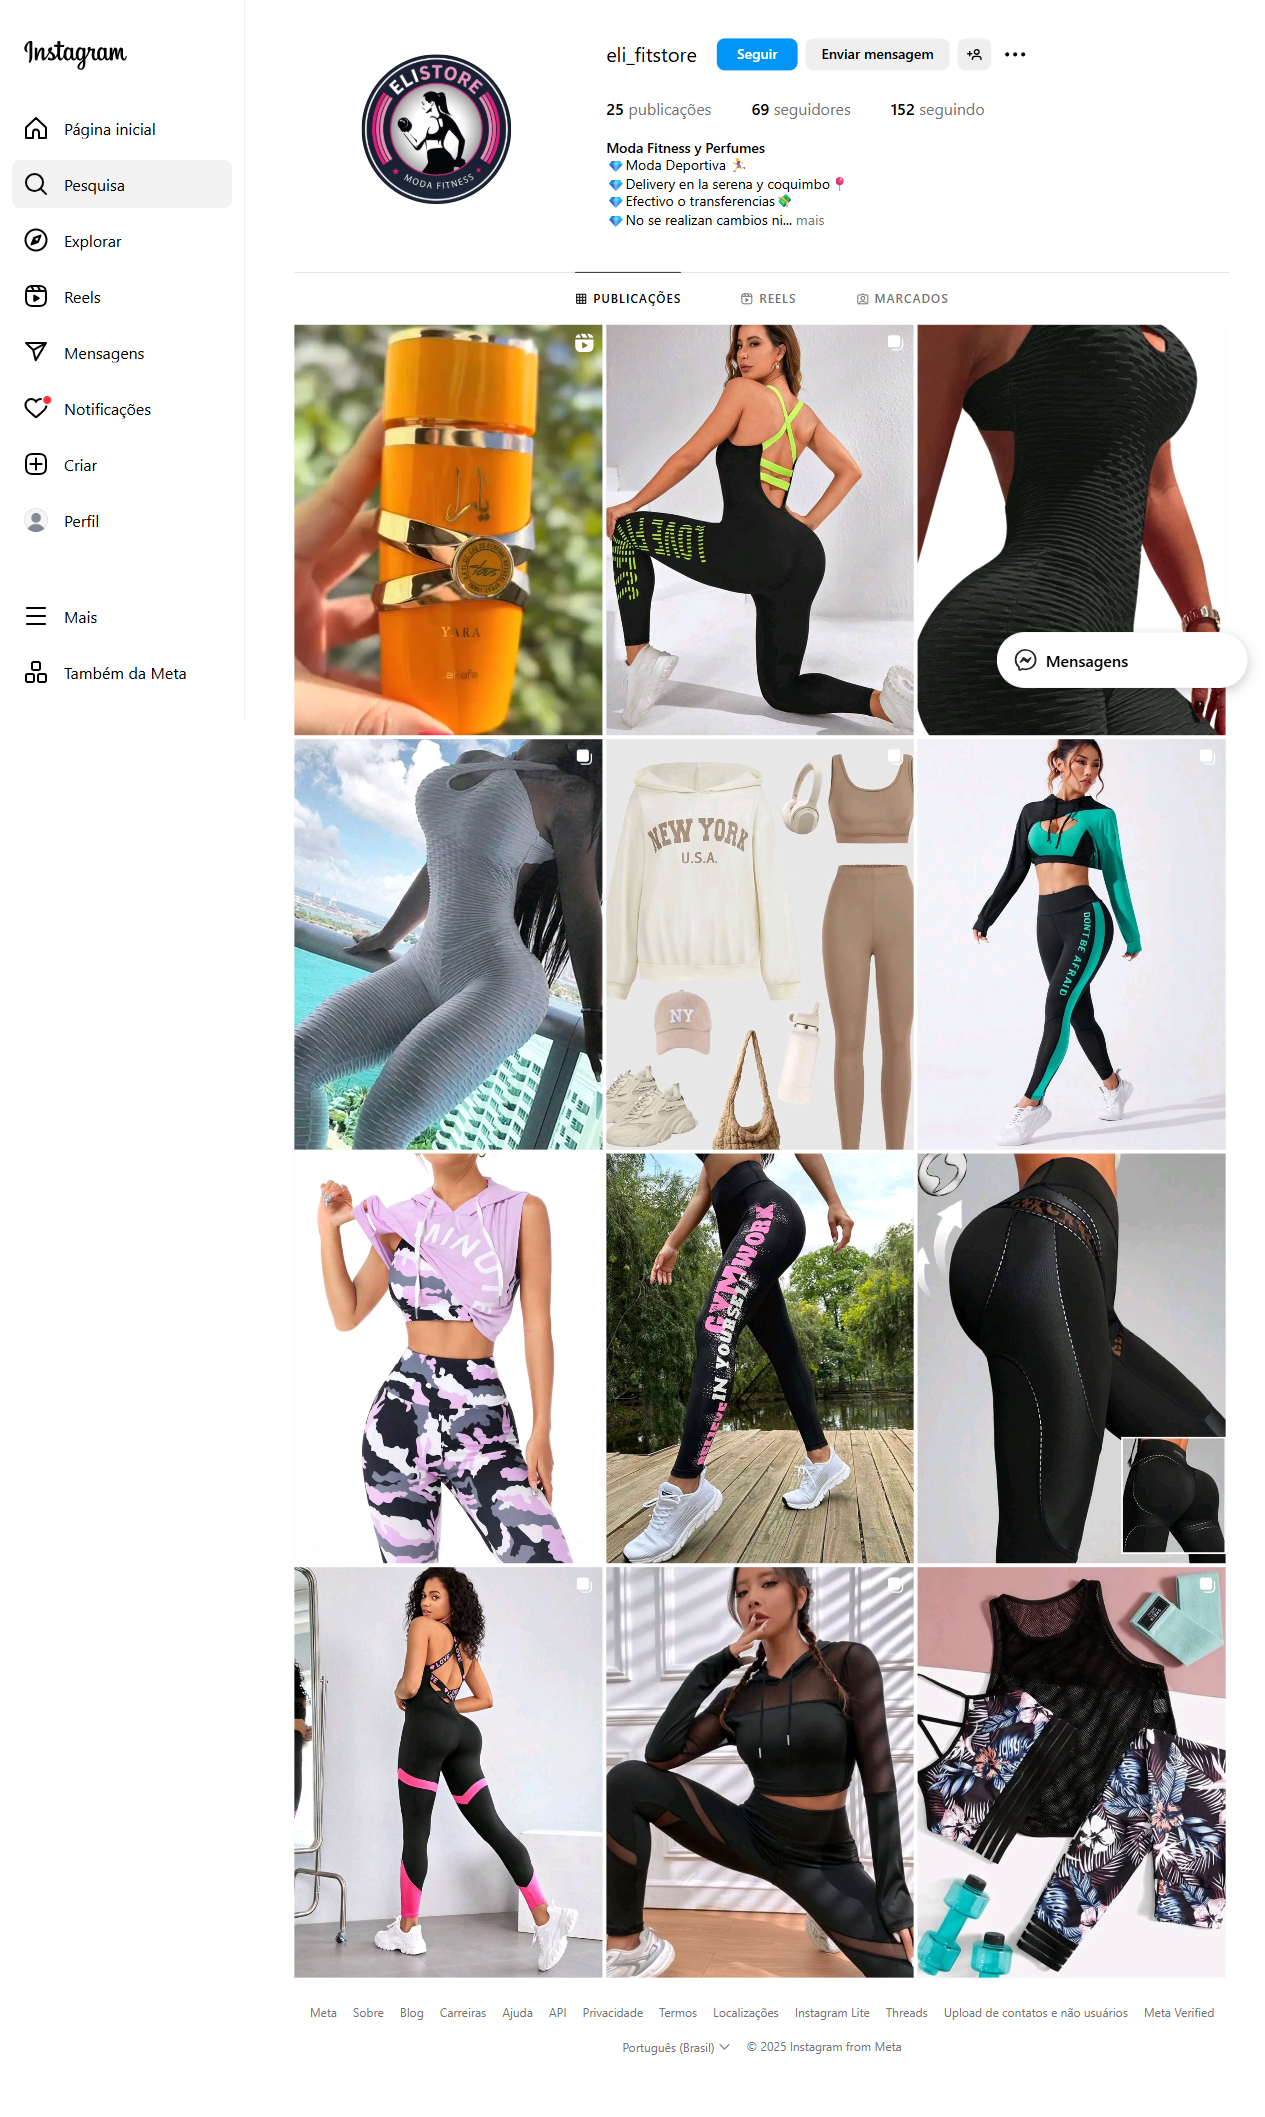 Instagram
Página inicial
Pesquisa
Explorar
Reels
Mensagens
Notificações
Criar
Perfil
Mais
Também da Meta
ELISTORE
MODA FITNESS
eli_fitstore
Seguir
Enviar mensagem
25 publicações
69 seguidores
152 seguindo
Moda Fitness y Perfumes
💎Moda Deportiva 🏃‍♀️
💎Delivery en la serena y coquimbo📍
💎Efectivo o transferencias💸
💎No se realizan cambios ni... mais
PUBLICAÇÕES
REELS
MARCADOS
YARA
Mensagens
NEW YORK
U.S.A.
NY
DON'T BE AFRAID
MINUTE
BELIEVE IN YOURSELF
GYMWORK
Meta
Sobre
Blog
Carreiras
Ajuda
API
Privacidade
Termos
Localizações
Instagram Lite
Threads
Upload de contatos e não usuários
Meta Verified
Português (Brasil)
© 2025 Instagram from Meta